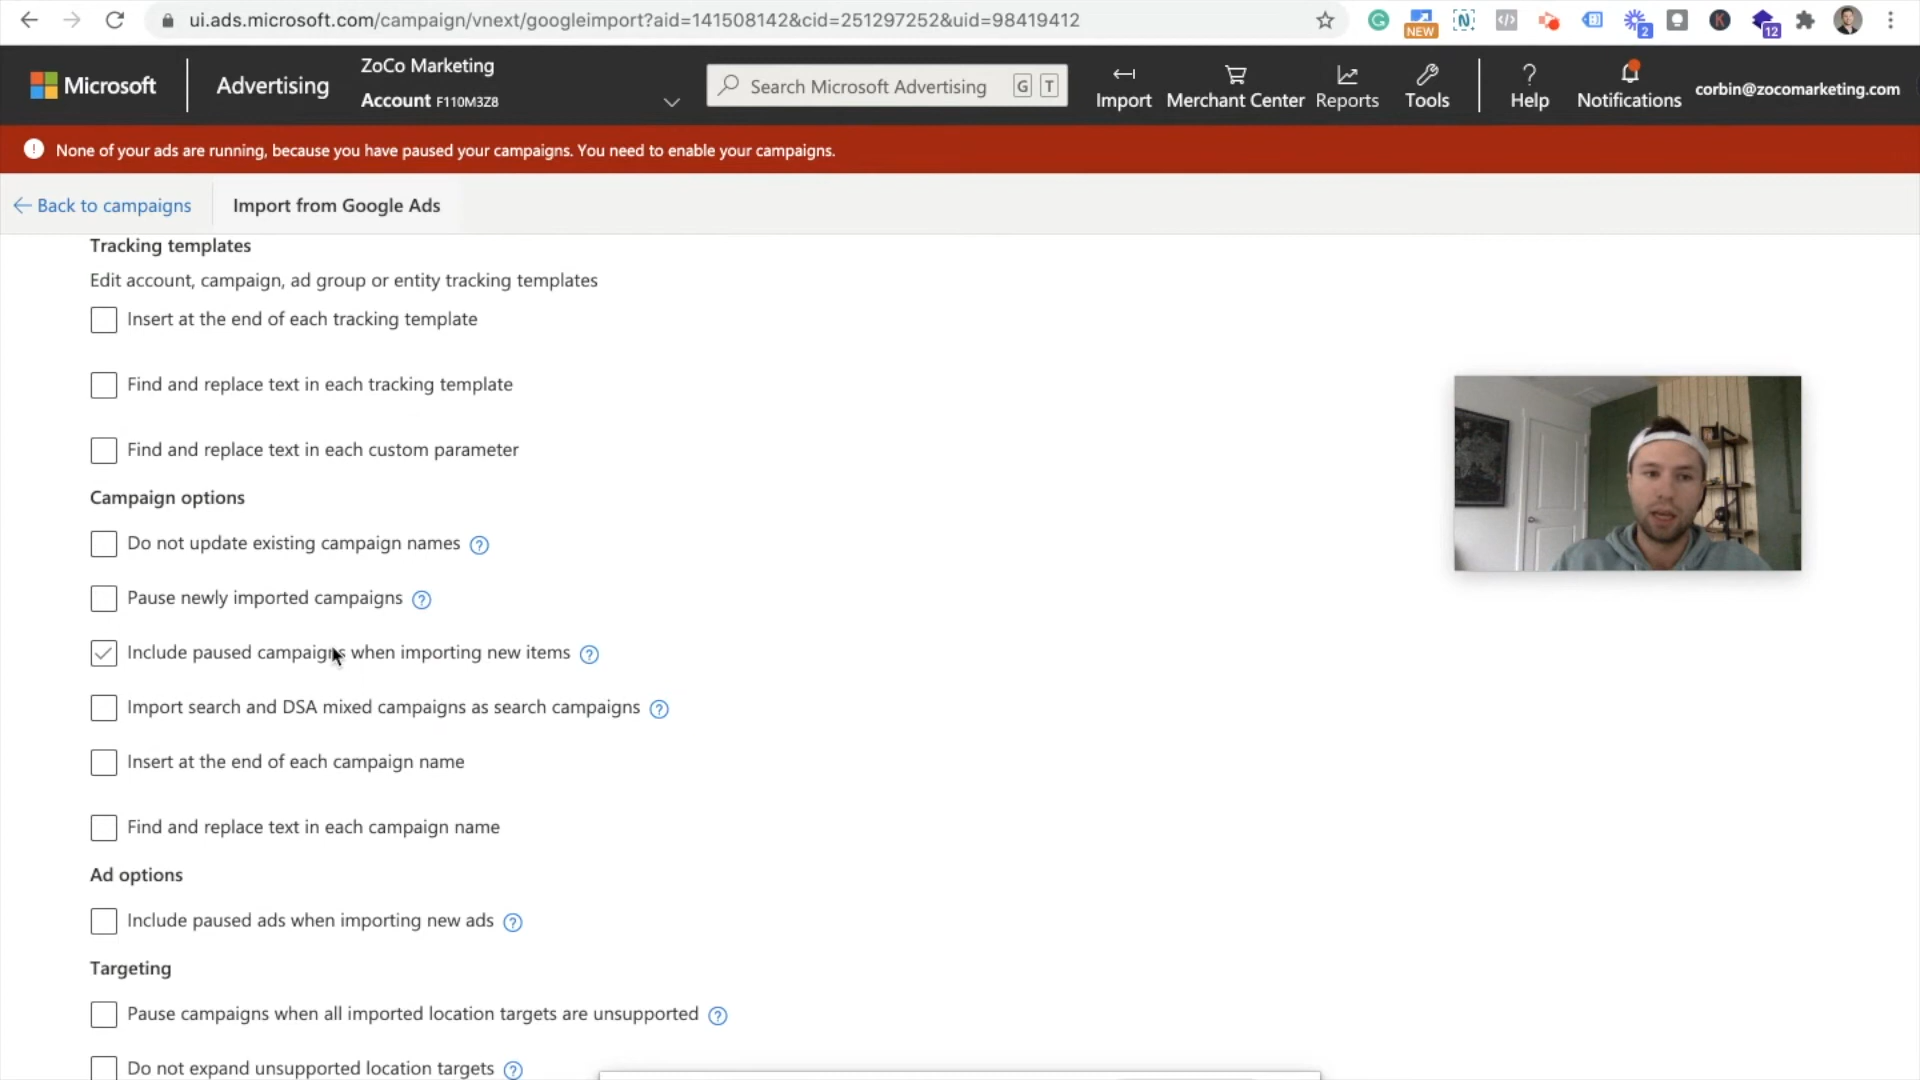 ui.ads.microsoft.com/campaign/vnext/googleimport?aid=141508142&cid=251297252&uid=98419412
NEW
2
12
Microsoft
Advertising
ZoCo Marketing
Account F110M3Z8
Search Microsoft Advertising
G
T
Import
Merchant Center
Reports
Tools
Help
Notifications
corbin@zocomarketing.com
None of your ads are running, because you have paused your campaigns. You need to enable your campaigns.
Back to campaigns
Import from Google Ads
Tracking templates
Edit account, campaign, ad group or entity tracking templates
Insert at the end of each tracking template
Find and replace text in each tracking template
Find and replace text in each custom parameter
Campaign options
Do not update existing campaign names
Pause newly imported campaigns
Include paused campaigns when importing new items
Import search and DSA mixed campaigns as search campaigns
Insert at the end of each campaign name
Find and replace text in each campaign name
Ad options
Include paused ads when importing new ads
Targeting
Pause campaigns when all imported location targets are unsupported
Do not expand unsupported location targets